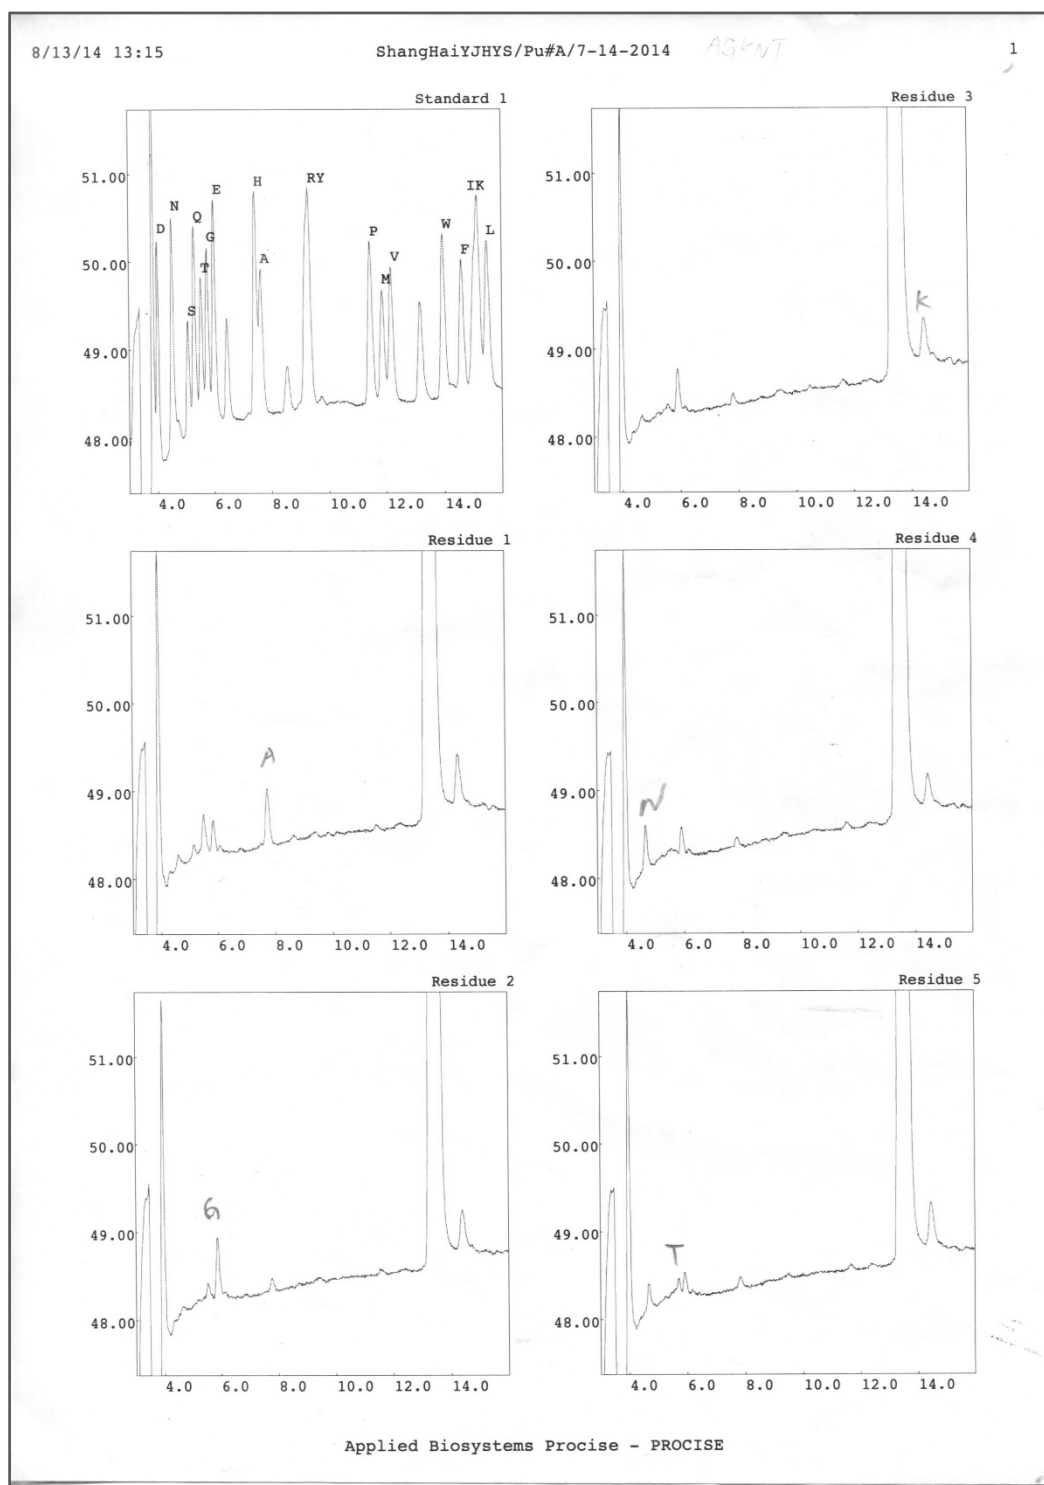 8/13/14 13:15 ShangHaiYJHYS/Pu#A/7-14-2014 AGKNT 1
Standard 1
51.00
50.00
49.00
48.00
D N S Q T G E H A RY P M V W F IK L
4.0 6.0 8.0 10.0 12.0 14.0
Residue 1
51.00
50.00
49.00
48.00
A
4.0 6.0 8.0 10.0 12.0 14.0
Residue 2
51.00
50.00
49.00
48.00
G
4.0 6.0 8.0 10.0 12.0 14.0
Residue 3
51.00
50.00
49.00
48.00
K
4.0 6.0 8.0 10.0 12.0 14.0
Residue 4
51.00
50.00
49.00
48.00
N
4.0 6.0 8.0 10.0 12.0 14.0
Residue 5
51.00
50.00
49.00
48.00
T
4.0 6.0 8.0 10.0 12.0 14.0
Applied Biosystems Procise - PROCISE